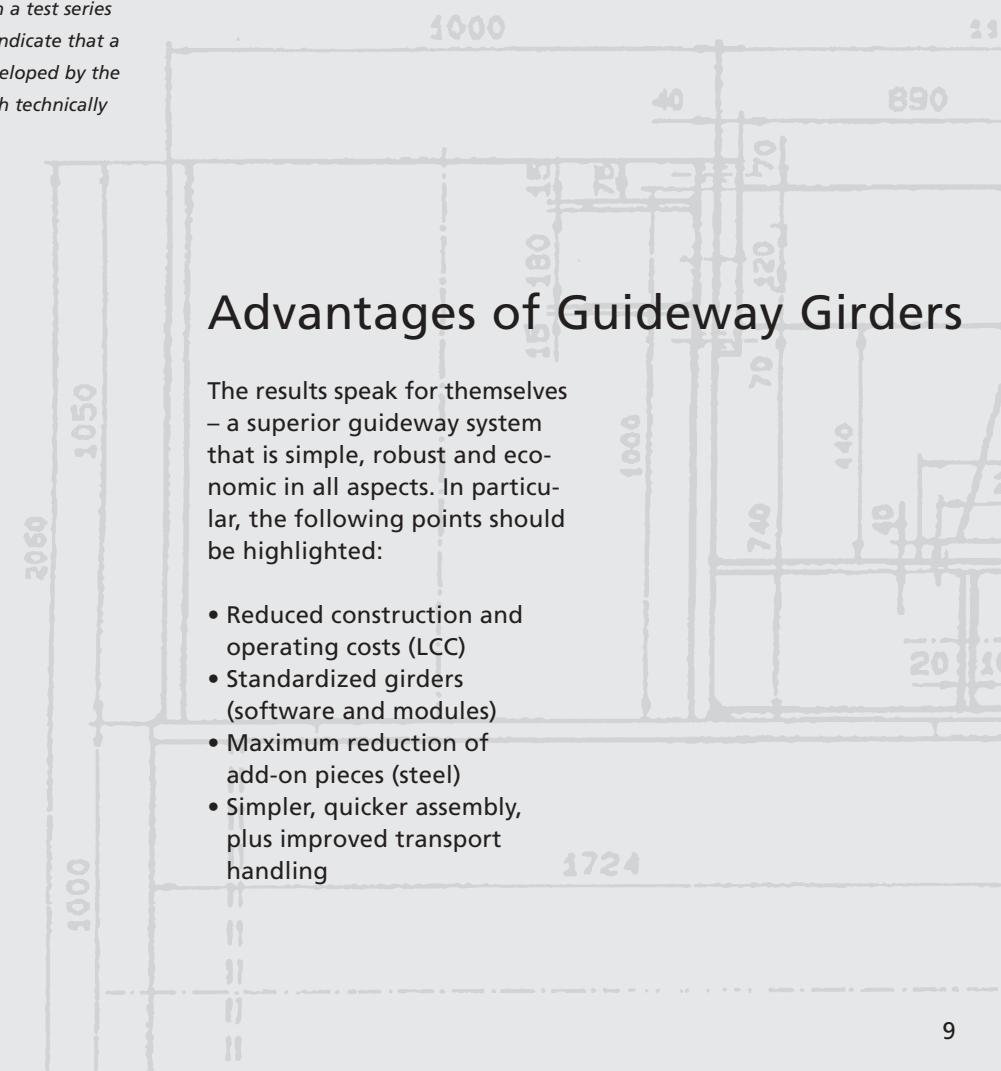 a test series
ndicate that a
eloped by the
h technically
1000
40
890
70
15
75
180
120
15
70
1050
1000
440
2060
740
40
20
1724
1000
Advantages of Guideway Girders
The results speak for themselves
– a superior guideway system
that is simple, robust and eco-
nomic in all aspects. In particu-
lar, the following points should
be highlighted:
• Reduced construction and
operating costs (LCC)
• Standardized girders
(software and modules)
• Maximum reduction of
add-on pieces (steel)
• Simpler, quicker assembly,
plus improved transport
handling
9